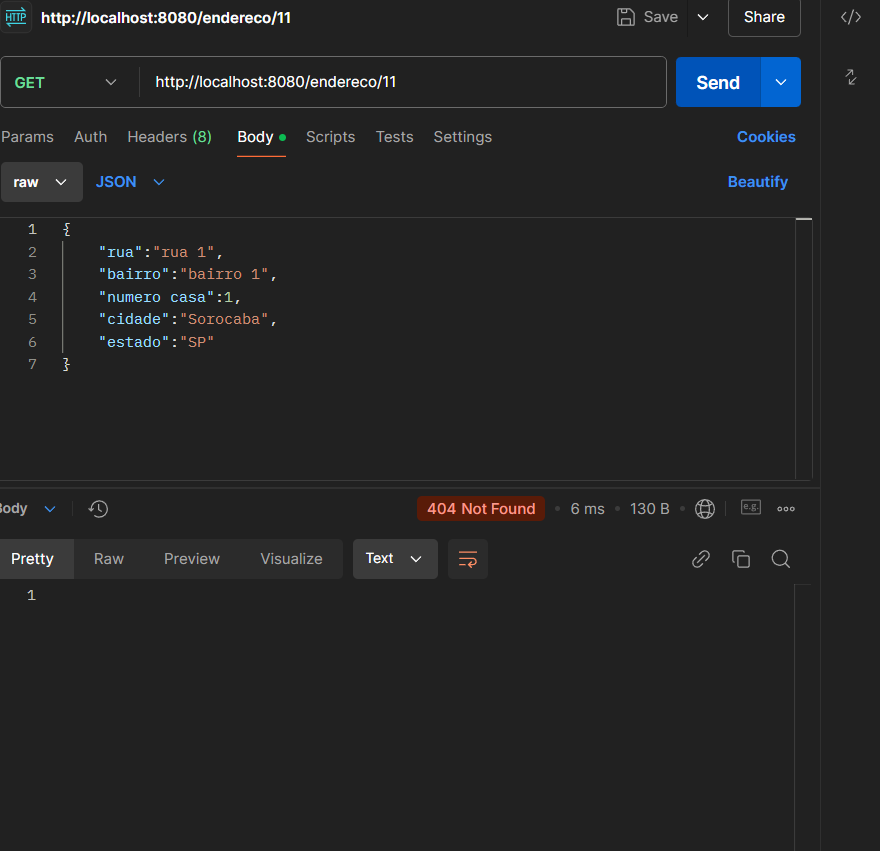 HTTP http://localhost:8080/endereco/11 Save Share </>
GET http://localhost:8080/endereco/11 Send
Params Auth Headers (8) Body Scripts Tests Settings Cookies
raw JSON Beautify
1 {
2 "rua":"rua 1",
3 "bairro":"bairro 1",
4 "numero casa":1,
5 "cidade":"Sorocaba",
6 "estado":"SP"
7 }
Body 404 Not Found • 6 ms • 130 B • e.g. •••
Pretty Raw Preview Visualize Text
1